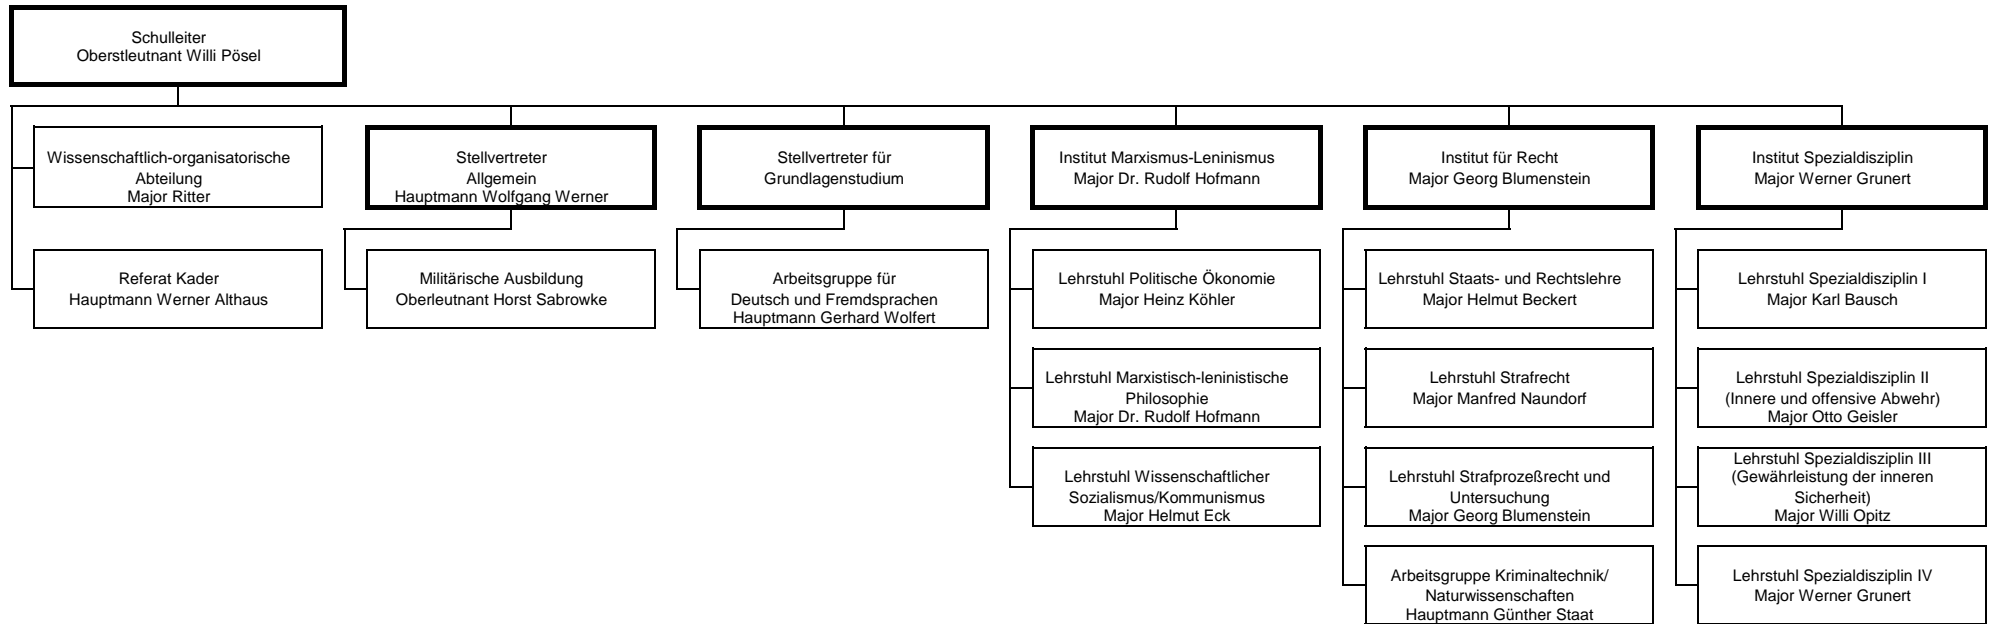 Schulleiter
Oberstleutnant Willi Pösel
Wissenschaftlich-organisatorische
Abteilung
Major Ritter
Referat Kader
Hauptmann Werner Althaus
Stellvertreter
Allgemein
Hauptmann Wolfgang Werner
Militärische Ausbildung
Oberleutnant Horst Sabrowke
Stellvertreter für
Grundlagenstudium
Arbeitsgruppe für
Deutsch und Fremdsprachen
Hauptmann Gerhard Wolfert
Institut Marxismus-Leninismus
Major Dr. Rudolf Hofmann
Lehrstuhl Politische Ökonomie
Major Heinz Köhler
Lehrstuhl Marxistisch-leninistische
Philosophie
Major Dr. Rudolf Hofmann
Lehrstuhl Wissenschaftlicher
Sozialismus/Kommunismus
Major Helmut Eck
Institut für Recht
Major Georg Blumenstein
Lehrstuhl Staats- und Rechtslehre
Major Helmut Beckert
Lehrstuhl Strafrecht
Major Manfred Naundorf
Lehrstuhl Strafprozeßrecht und
Untersuchung
Major Georg Blumenstein
Arbeitsgruppe Kriminaltechnik/
Naturwissenschaften
Hauptmann Günther Staat
Institut Spezialdisziplin
Major Werner Grunert
Lehrstuhl Spezialdisziplin I
Major Karl Bausch
Lehrstuhl Spezialdisziplin II
(Innere und offensive Abwehr)
Major Otto Geisler
Lehrstuhl Spezialdisziplin III
(Gewährleistung der inneren
Sicherheit)
Major Willi Opitz
Lehrstuhl Spezialdisziplin IV
Major Werner Grunert